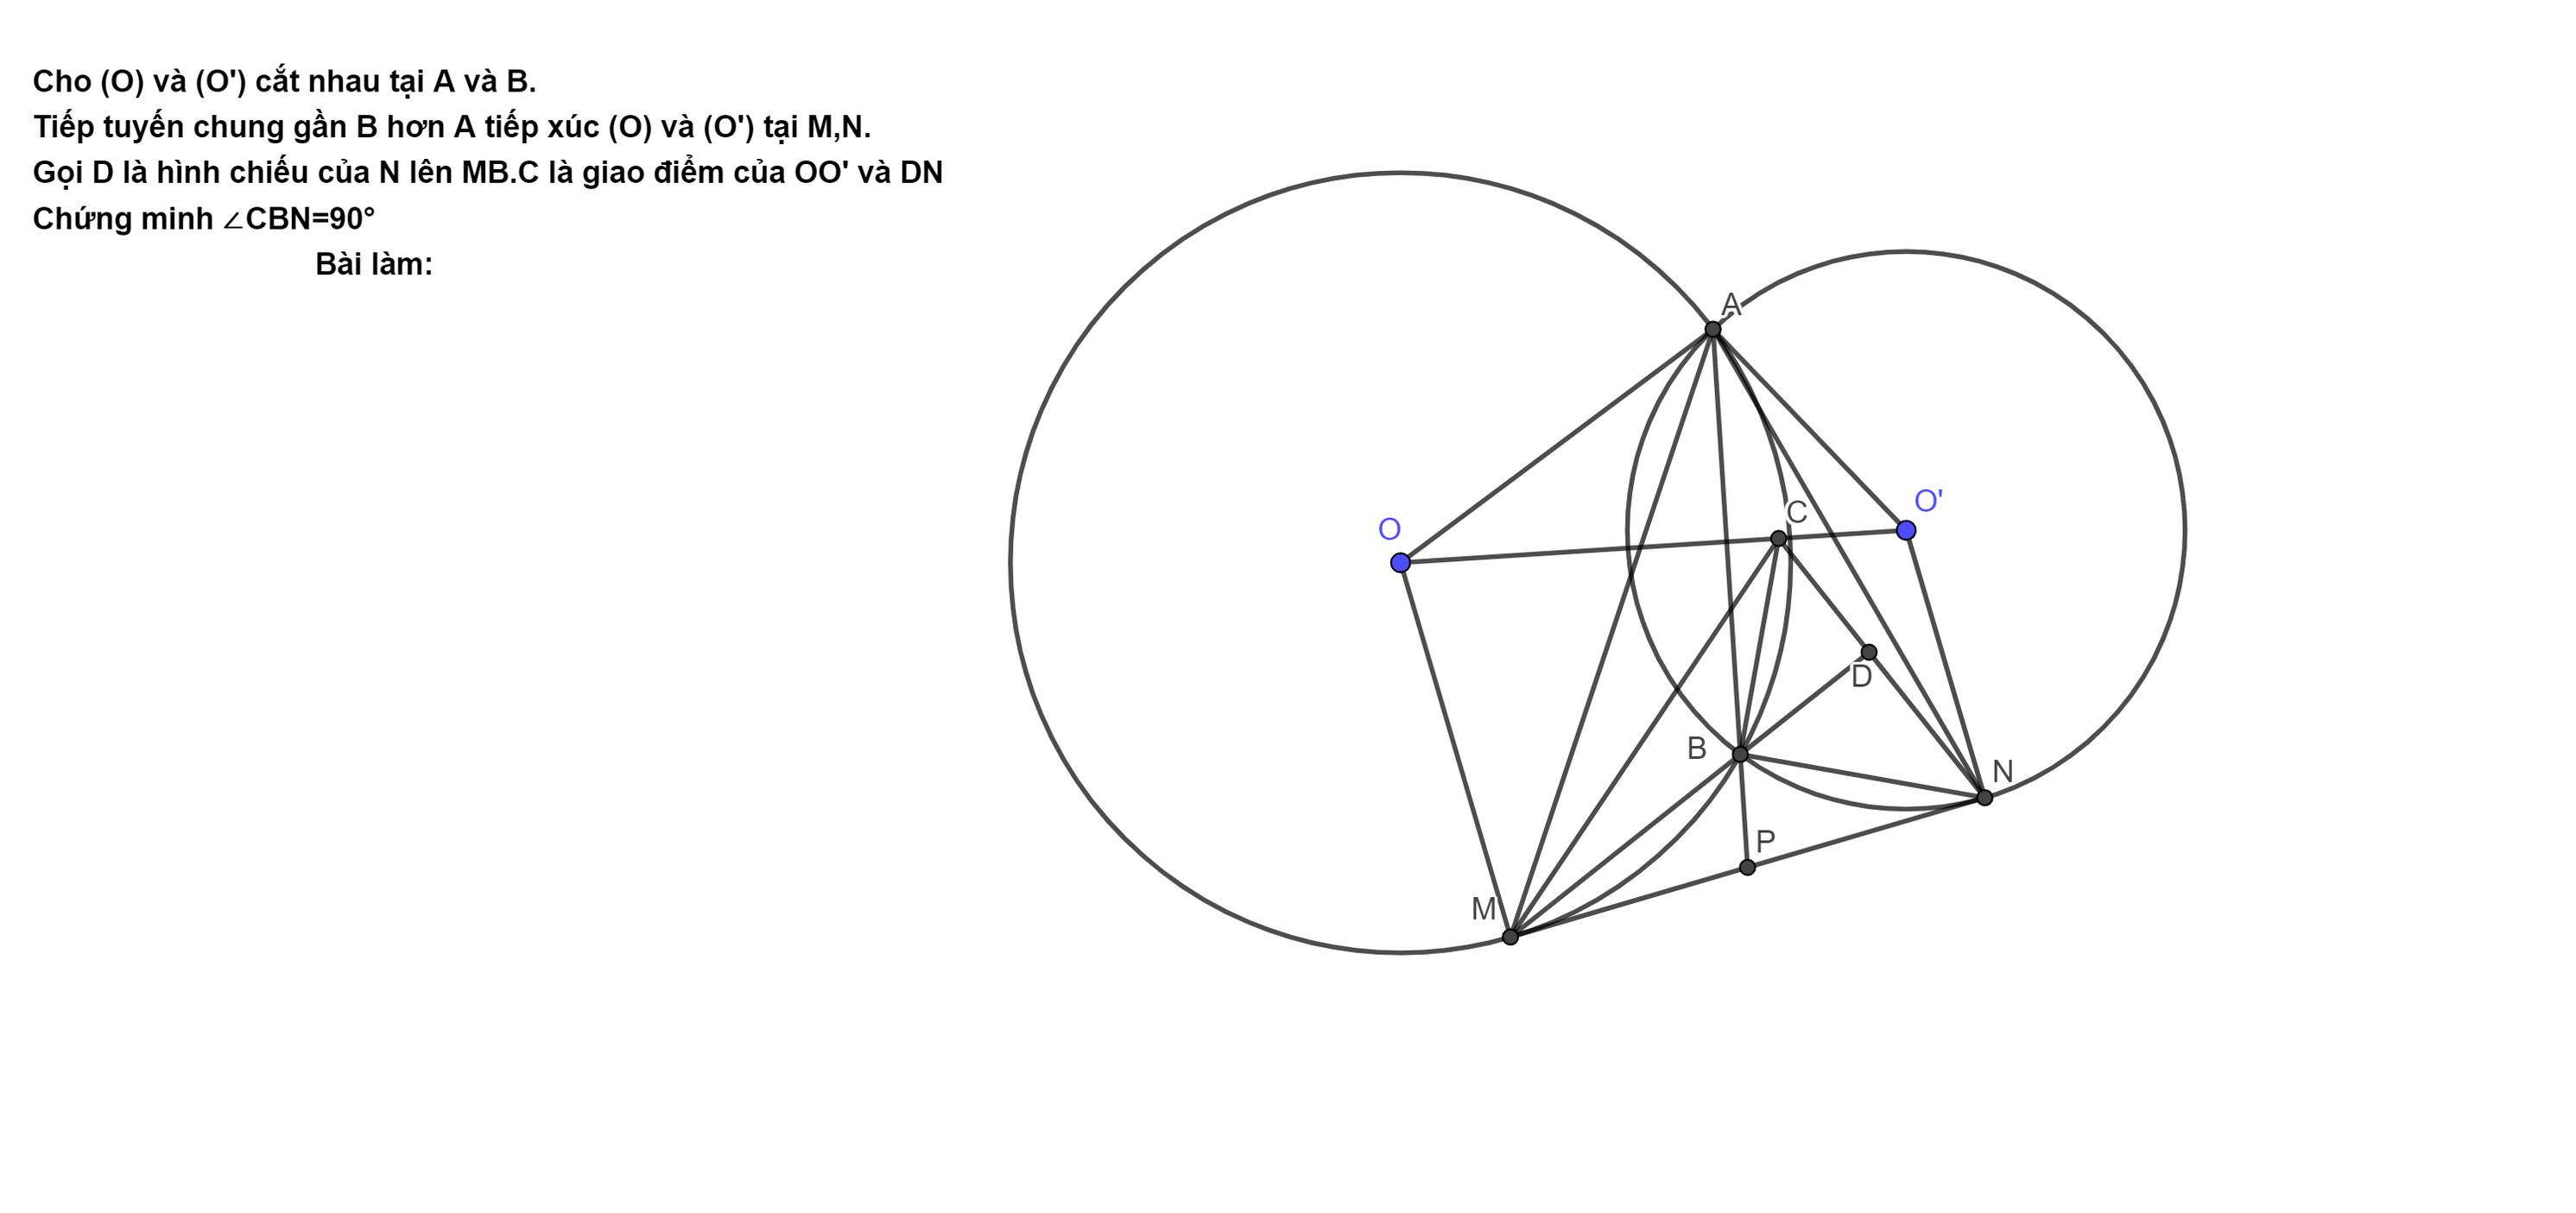 Cho (O) và (O') cắt nhau tại A và B.
Tiếp tuyến chung gần B hơn A tiếp xúc (O) và (O') tại M,N.
Gọi D là hình chiếu của N lên MB.C là giao điểm của OO' và DN
Chứng minh ∠CBN=90°
Bài làm:
A
O'
C
O
D
B
N
P
M